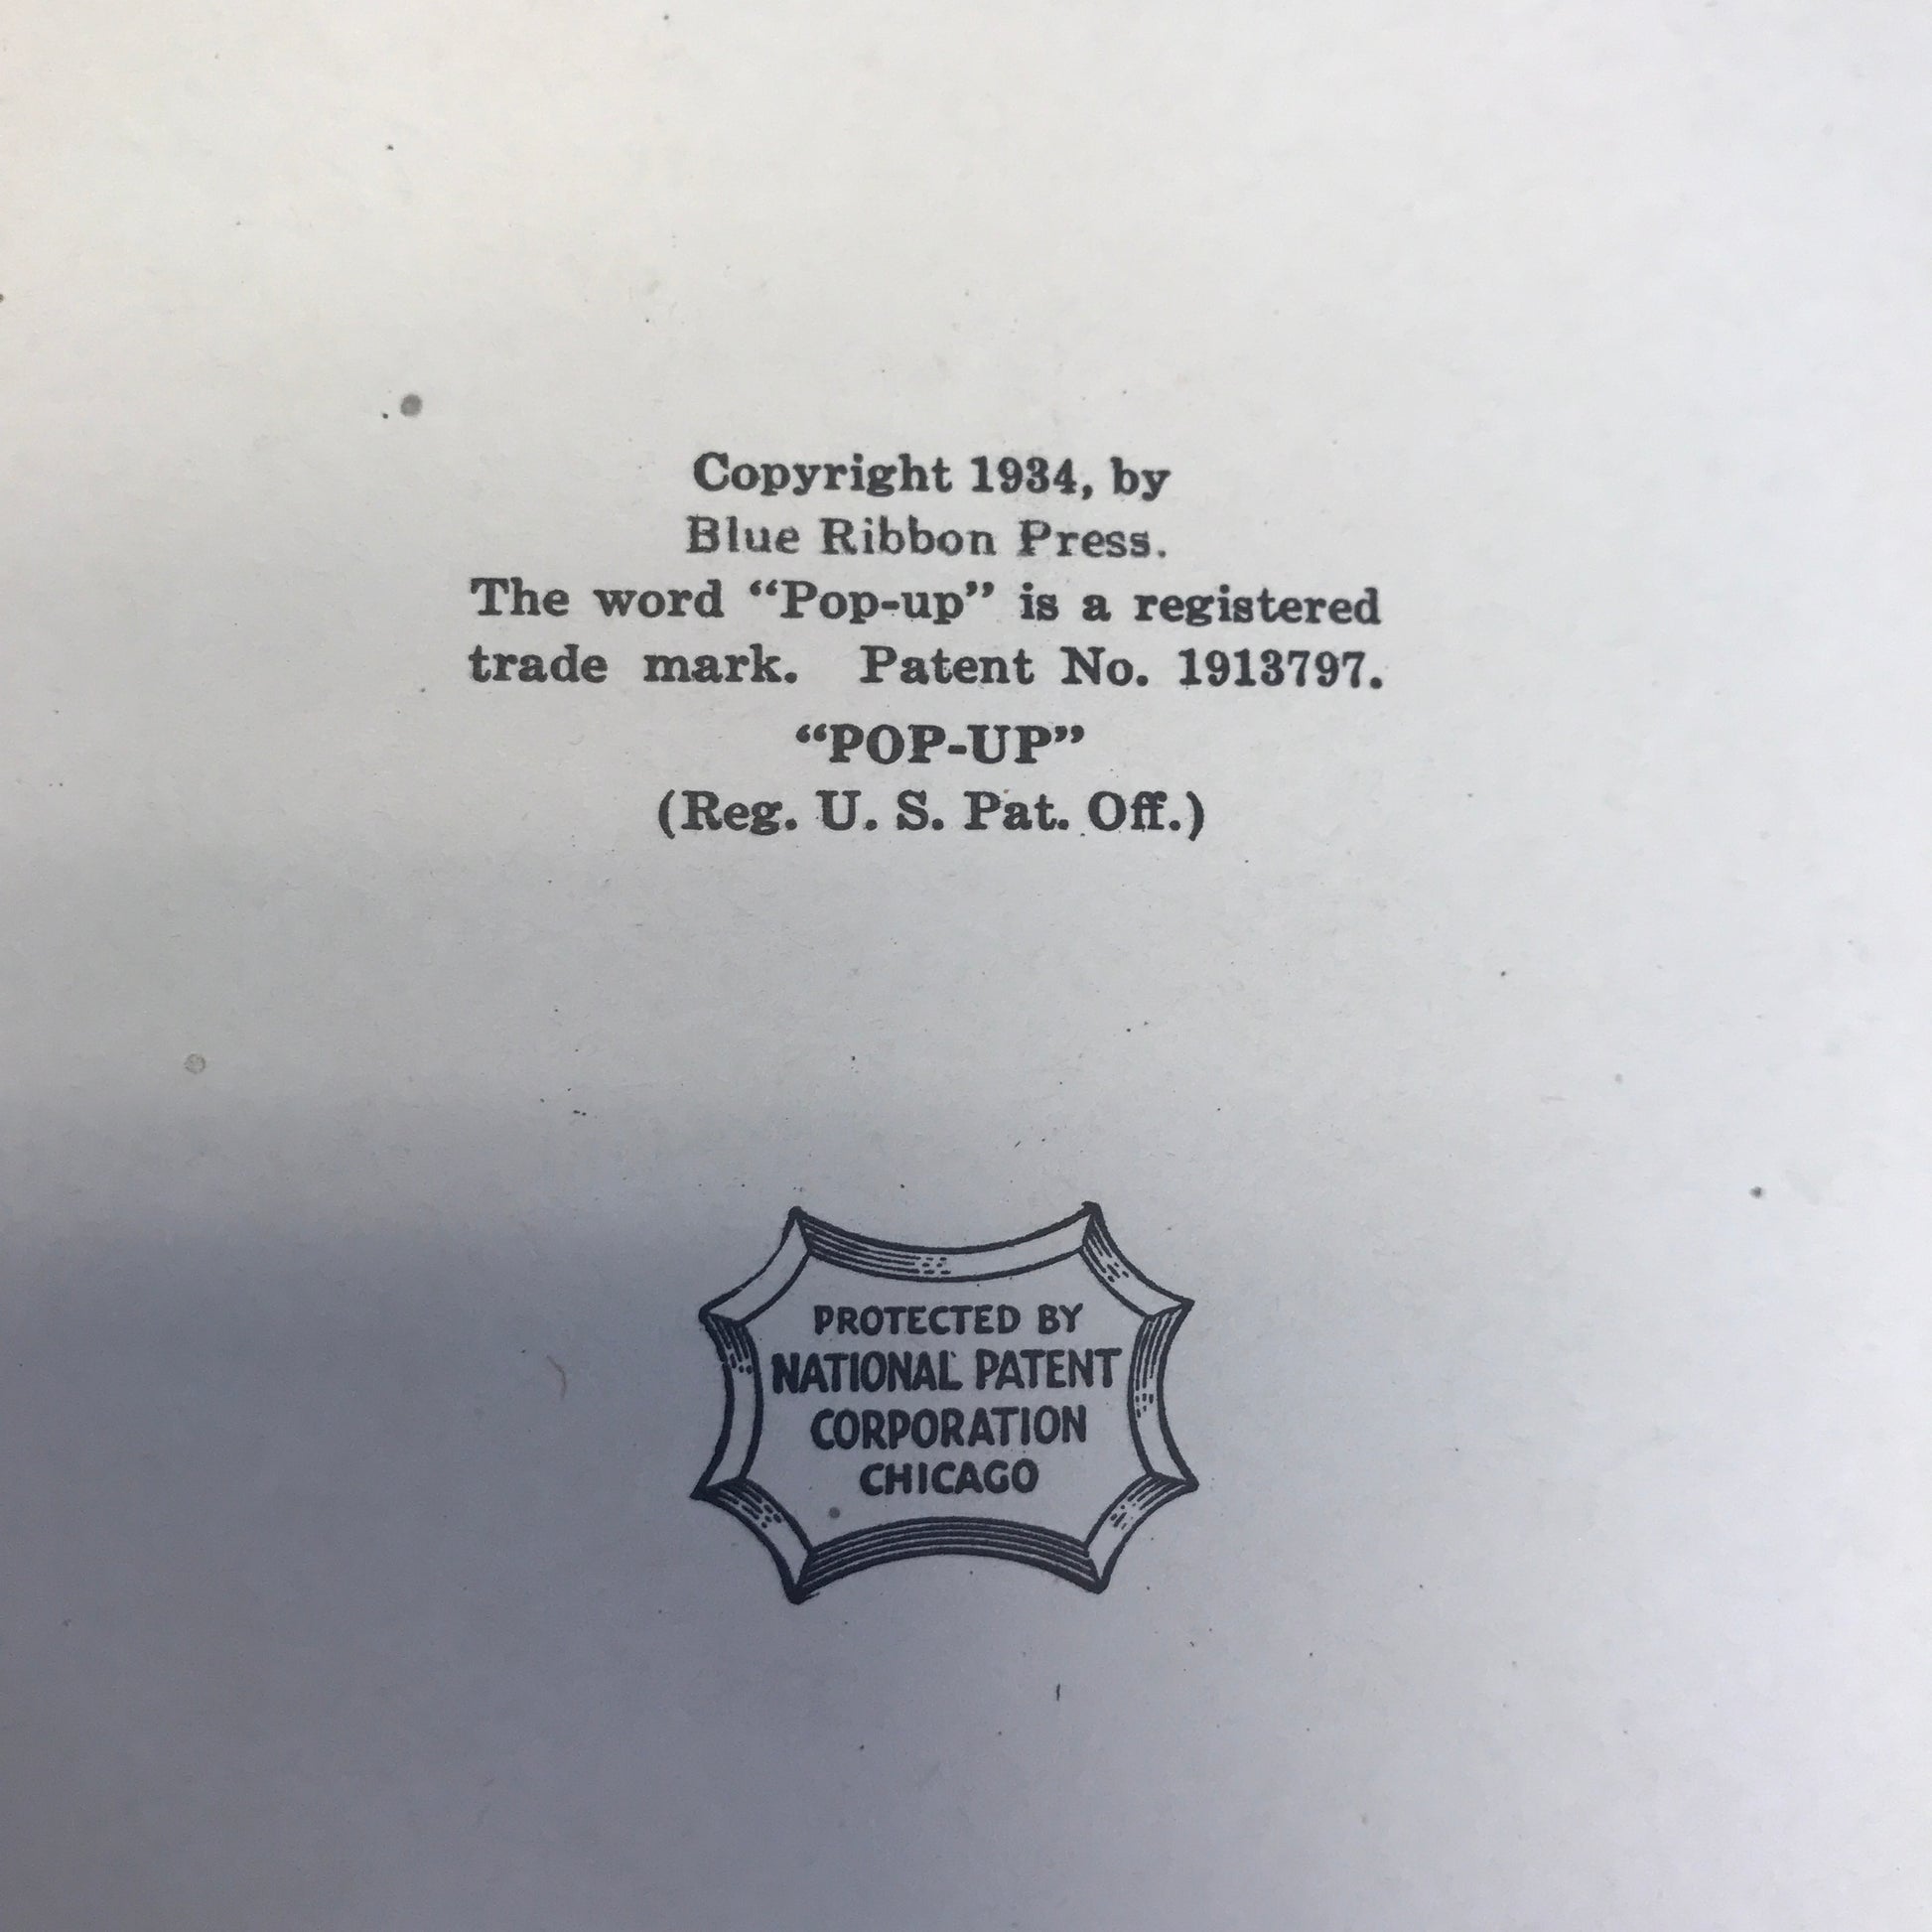 Copyright 1934, by
Blue Ribbon Press.
The word “Pop-up” is a registered
trade mark. Patent No. 1913797.
“POP-UP”
(Reg. U. S. Pat. Off.)
PROTECTED BY
NATIONAL PATENT
CORPORATION
CHICAGO